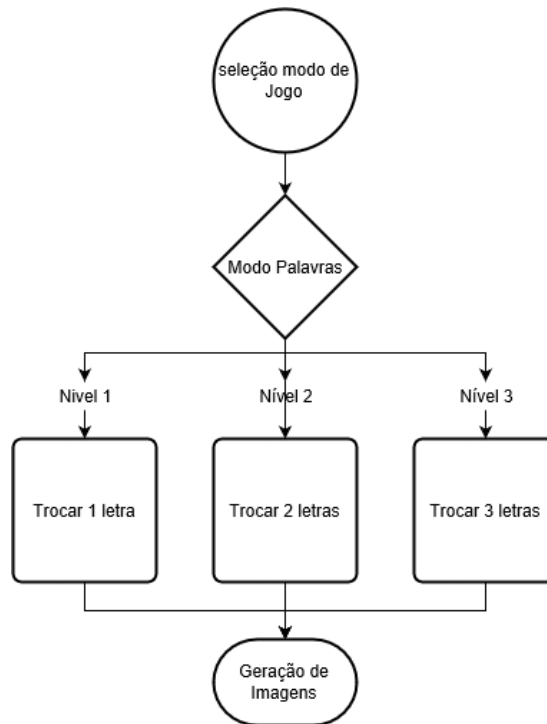 seleção modo de
Jogo
Modo Palavras
Nivel 1
Nível 2
Nível 3
Trocar 1 letra
Trocar 2 letras
Trocar 3 letras
Geração de
Imagens